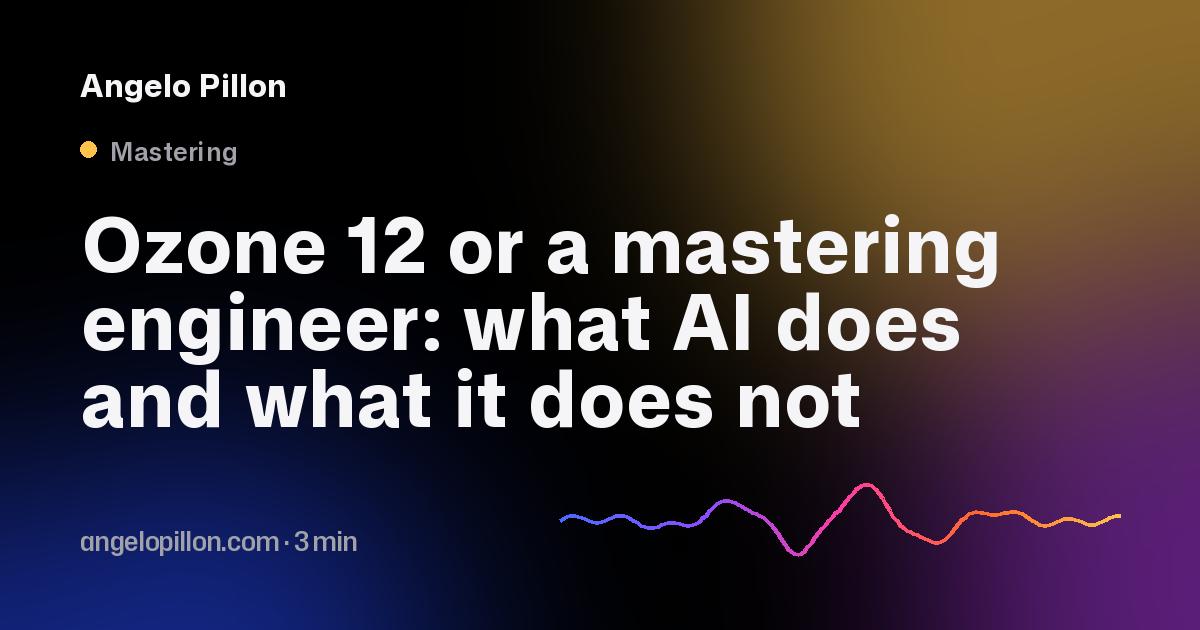 Angelo Pillon
Mastering
Ozone 12 or a mastering
engineer: what AI does
and what it does not
angelopillon.com · 3 min